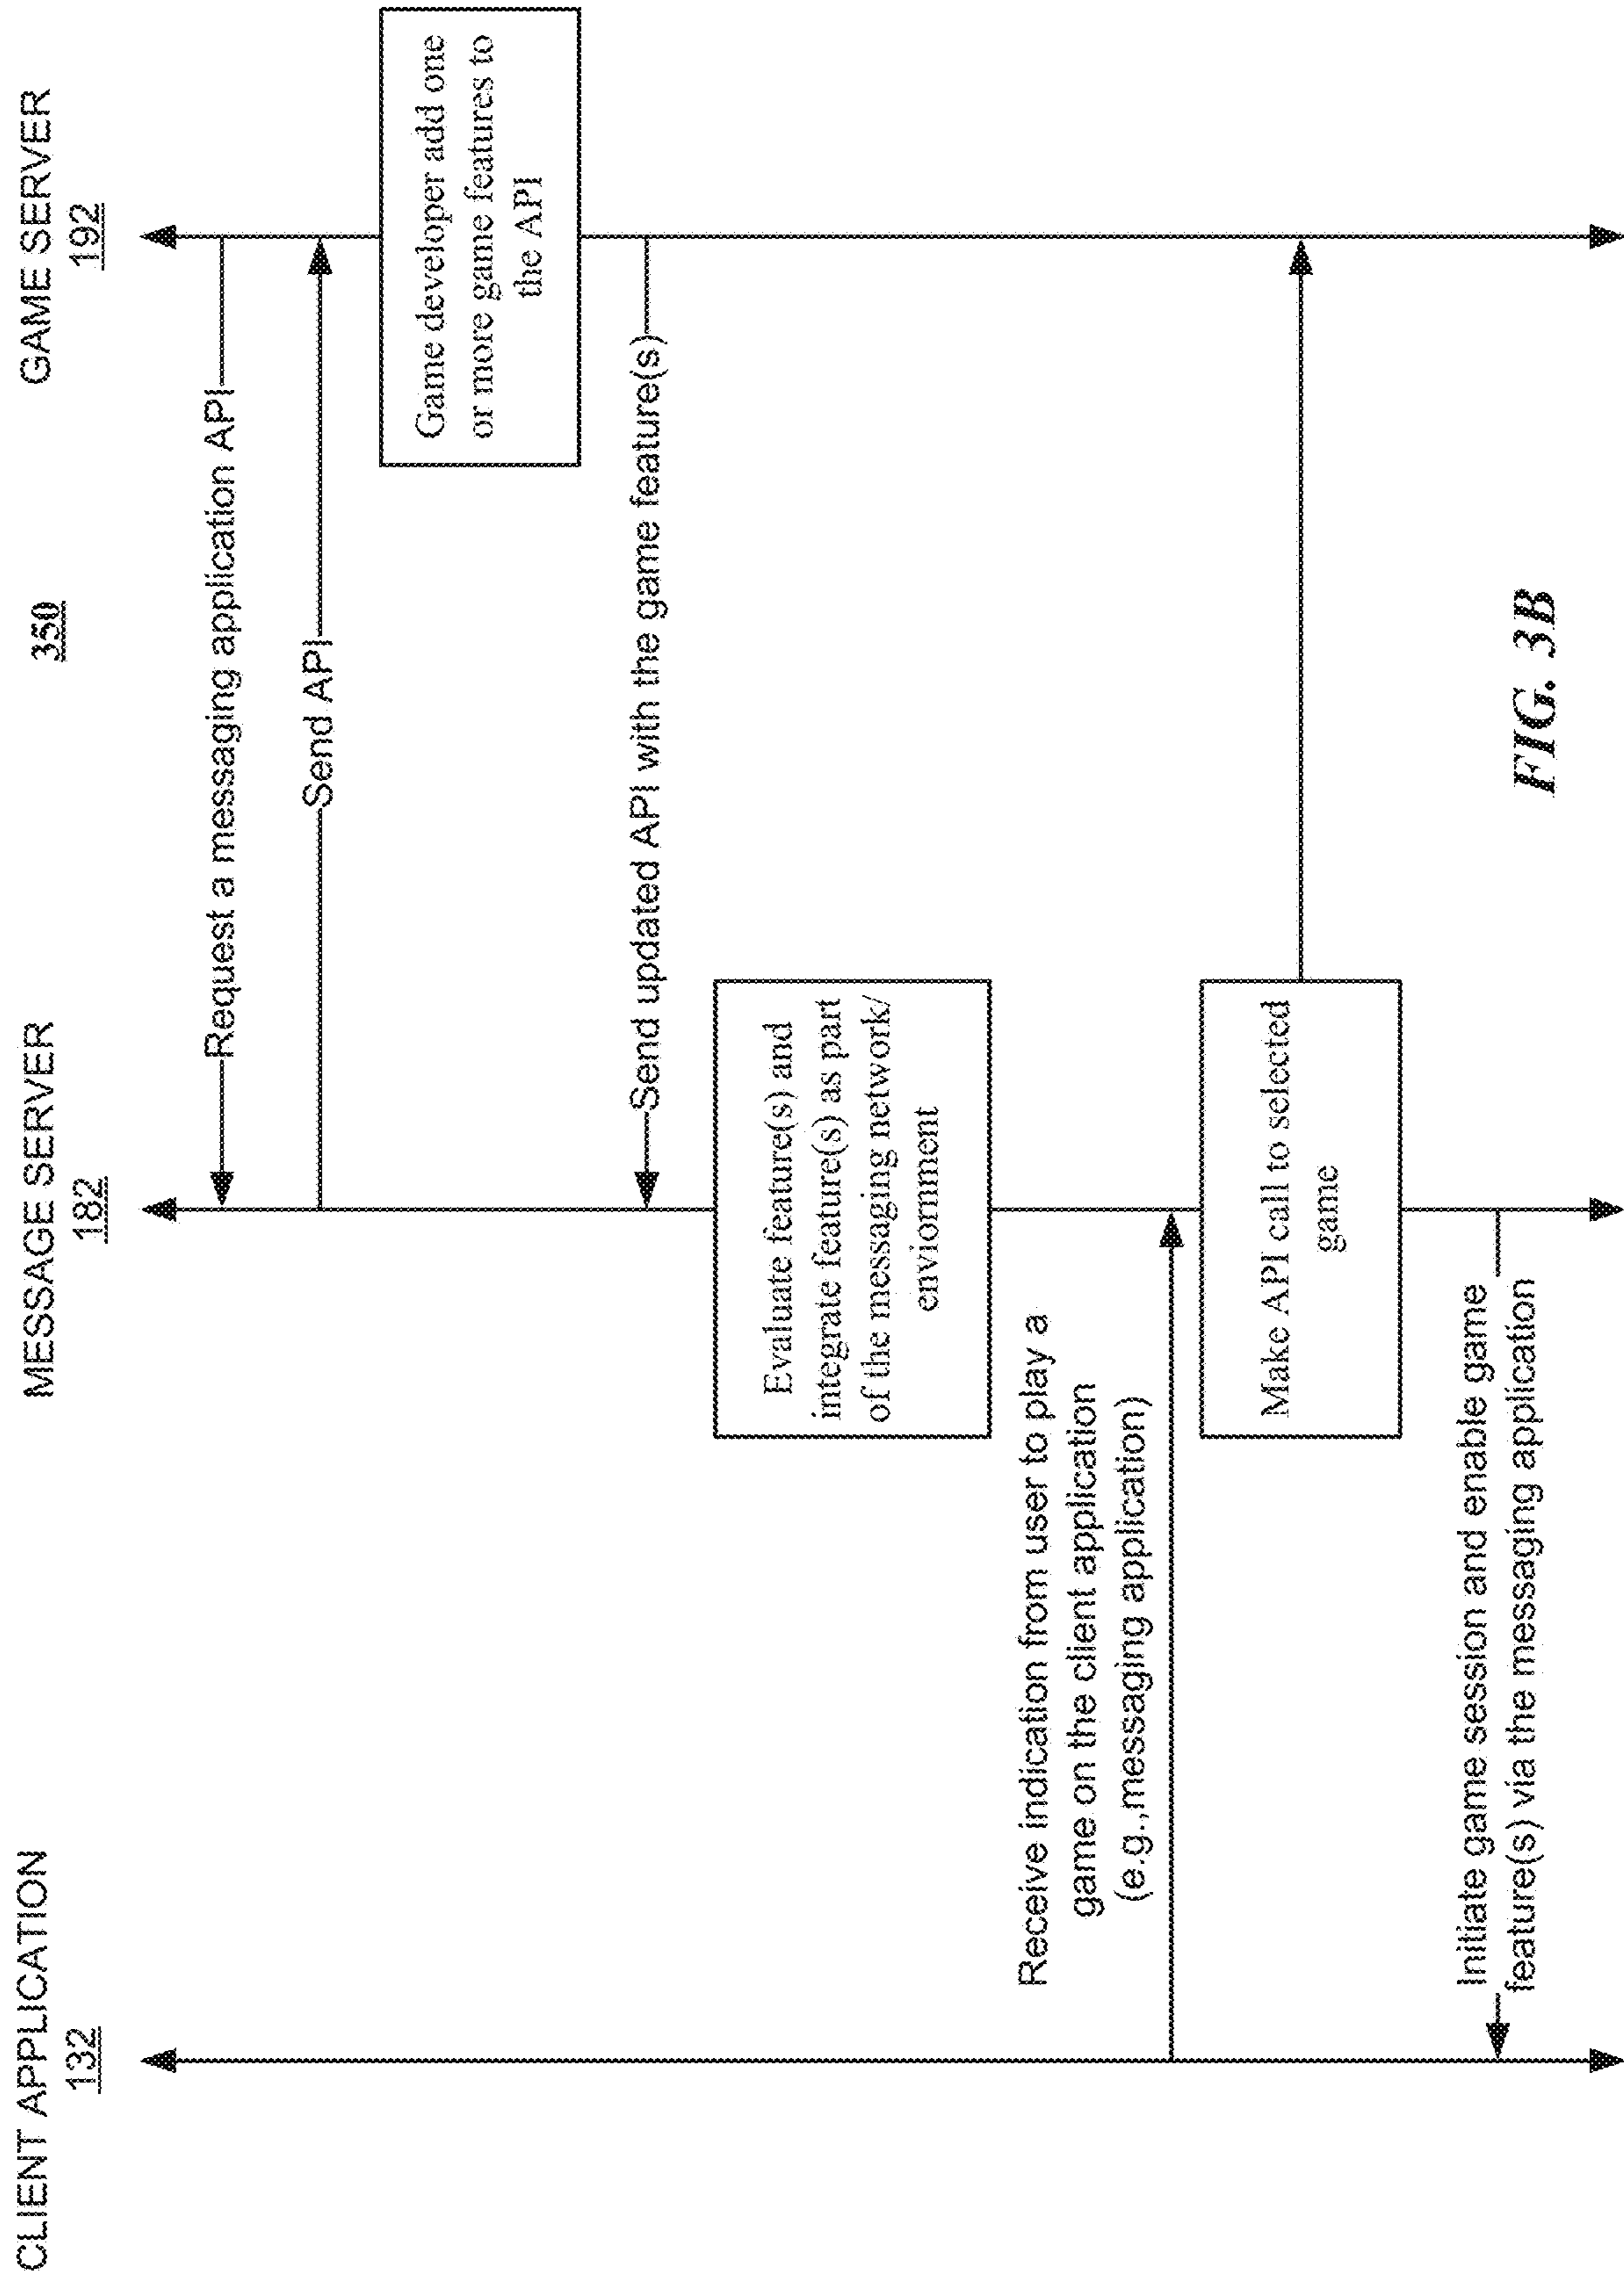 350
CLIENT APPLICATION
132
MESSAGE SERVER
182
GAME SERVER
192
Request a messaging application API
Send API
Game developer add one
or more game features to
the API
Send updated API with the game feature(s)
Evaluate feature(s) and
integrate feature(s) as part
of the messaging network/
enviornment
Receive indication from user to play a
game on the client application
(e.g.,messaging application)
Make API call to selected
game
Initiate game session and enable game
feature(s) via the messaging application
FIG. 3B